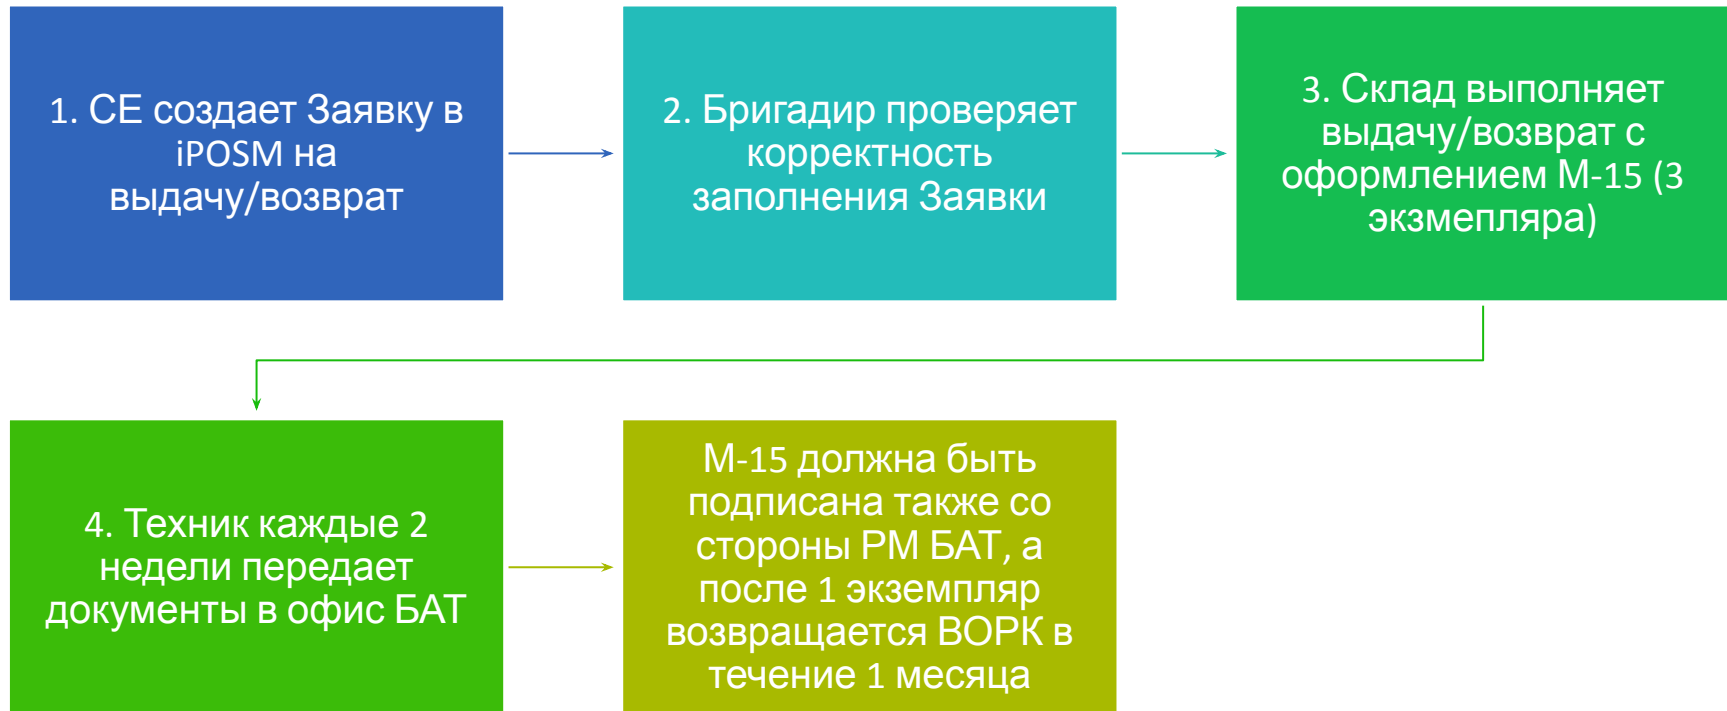 1. СЕ создает Заявку в
iPOSM на
выдачу/возврат
2. Бригадир проверяет
корректность
заполнения Заявки
3. Склад выполняет
выдачу/возврат с
оформлением М-15 (3
экзмепляра)
4. Техник каждые 2
недели передает
документы в офис БАТ
М-15 должна быть
подписана также со
стороны РМ БАТ, а
после 1 экземпляр
возвращается ВОРК в
течение 1 месяца